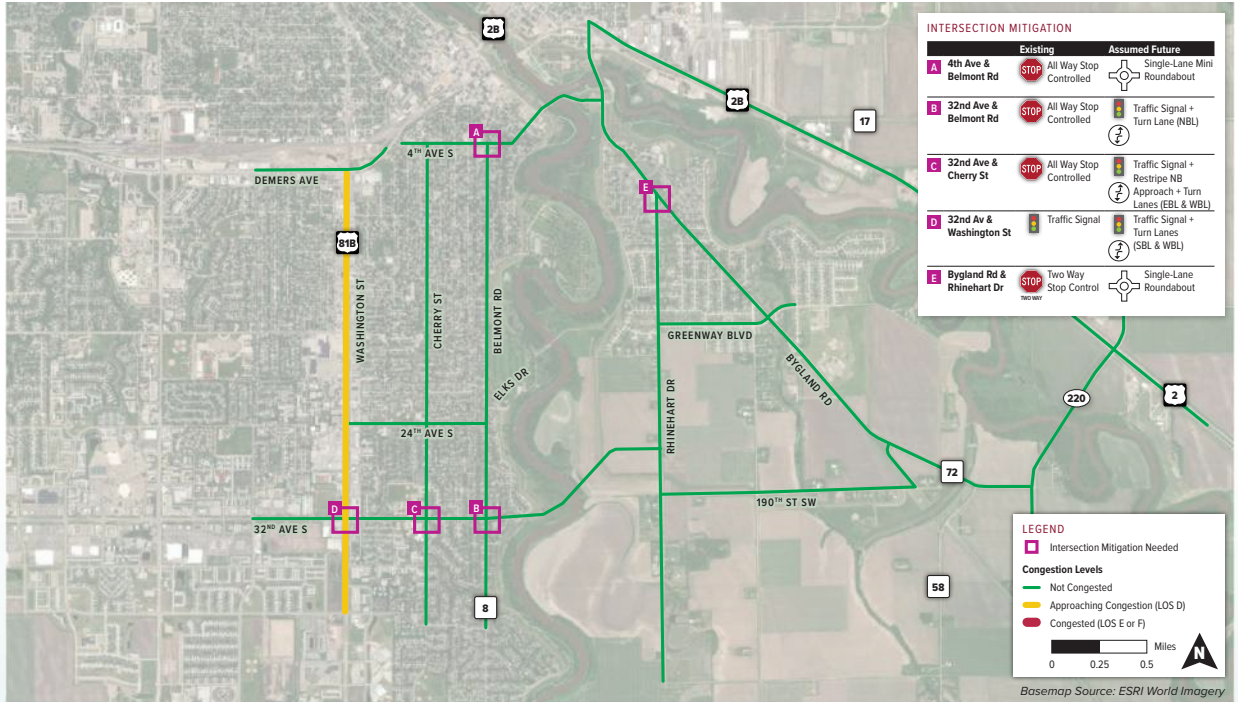 INTERSECTION MITIGATION
Existing Assumed Future
A 4th Ave & Belmont Rd
STOP All Way Stop Controlled
Single-Lane Mini Roundabout
B 32nd Ave & Belmont Rd
STOP All Way Stop Controlled
Traffic Signal + Turn Lane (NBL)
C 32nd Ave & Cherry St
STOP All Way Stop Controlled
Traffic Signal + Restripe NB Approach + Turn Lanes (EBL & WBL)
D 32nd Av & Washington St
Traffic Signal
Traffic Signal + Turn Lanes (SBL & WBL)
E Bygland Rd & Rhinehart Dr
STOP TWO WAY Two Way Stop Control
Single-Lane Roundabout
2B
2B
17
A
4TH AVE S
DEMERS AVE
E
81B
WASHINGTON ST
CHERRY ST
BELMONT RD
ELKS DR
GREENWAY BLVD
BYGLAND RD
RHINEHART DR
220
2
24TH AVE S
72
190TH ST SW
D
C
B
32ND AVE S
58
8
LEGEND
Intersection Mitigation Needed
Congestion Levels
Not Congested
Approaching Congestion (LOS D)
Congested (LOS E or F)
Miles
0 0.25 0.5
N
Basemap Source: ESRI World Imagery